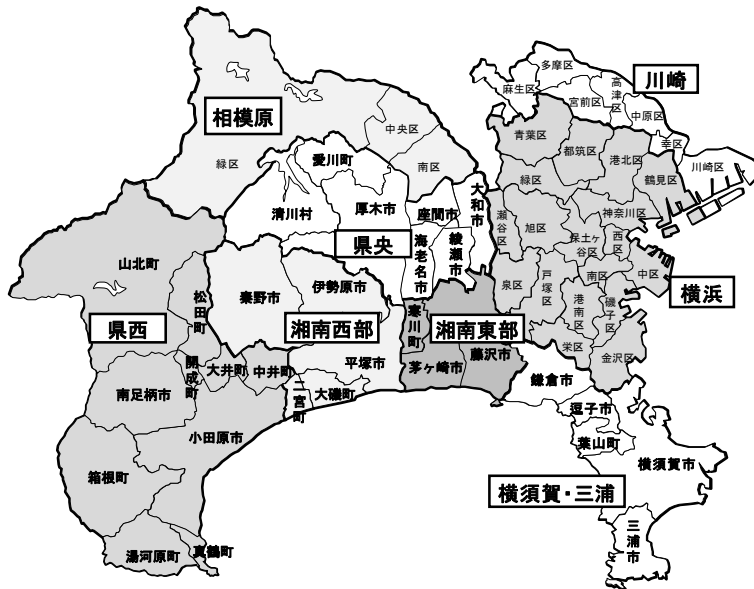 多摩区
川崎
麻生区
高津区
宮前区
中原区
相模原
幸区
中央区
青葉区
川崎区
都筑区
港北区
愛川町
南区
緑区
緑区
鶴見区
大和市
清川村
厚木市
座間市
瀬谷区
旭区
神奈川区
県央
海老名市
綾瀬市
保土ヶ谷区
西区
山北町
秦野市
伊勢原市
泉区
戸塚区
南区
中区
横浜
松田町
港南区
磯子区
県西
湘南西部
寒川町
湘南東部
栄区
金沢区
開成町
大井町
中井町
平塚市
茅ヶ崎市
藤沢市
南足柄市
二宮町
大磯町
鎌倉市
逗子市
小田原市
葉山町
横須賀市
箱根町
横須賀・三浦
三浦市
湯河原町
真鶴町